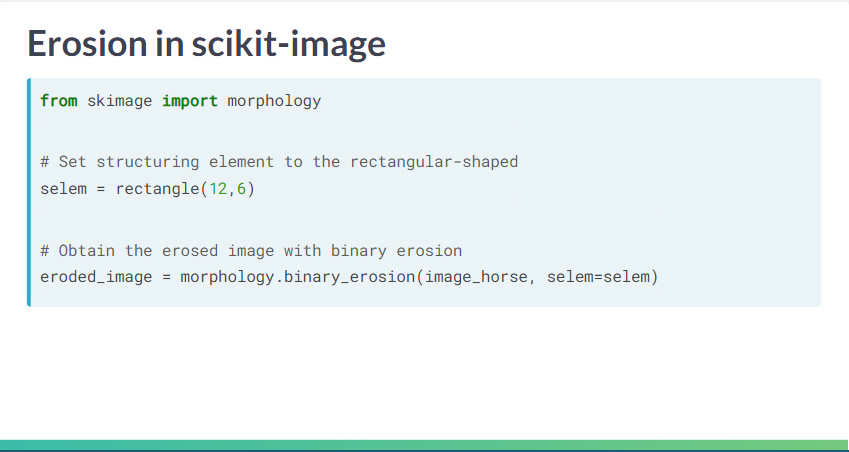 Erosion in scikit-image
from skimage import morphology
# Set structuring element to the rectangular-shaped
selem = rectangle(12,6)
# Obtain the erosed image with binary erosion
eroded_image = morphology.binary_erosion(image_horse, selem=selem)